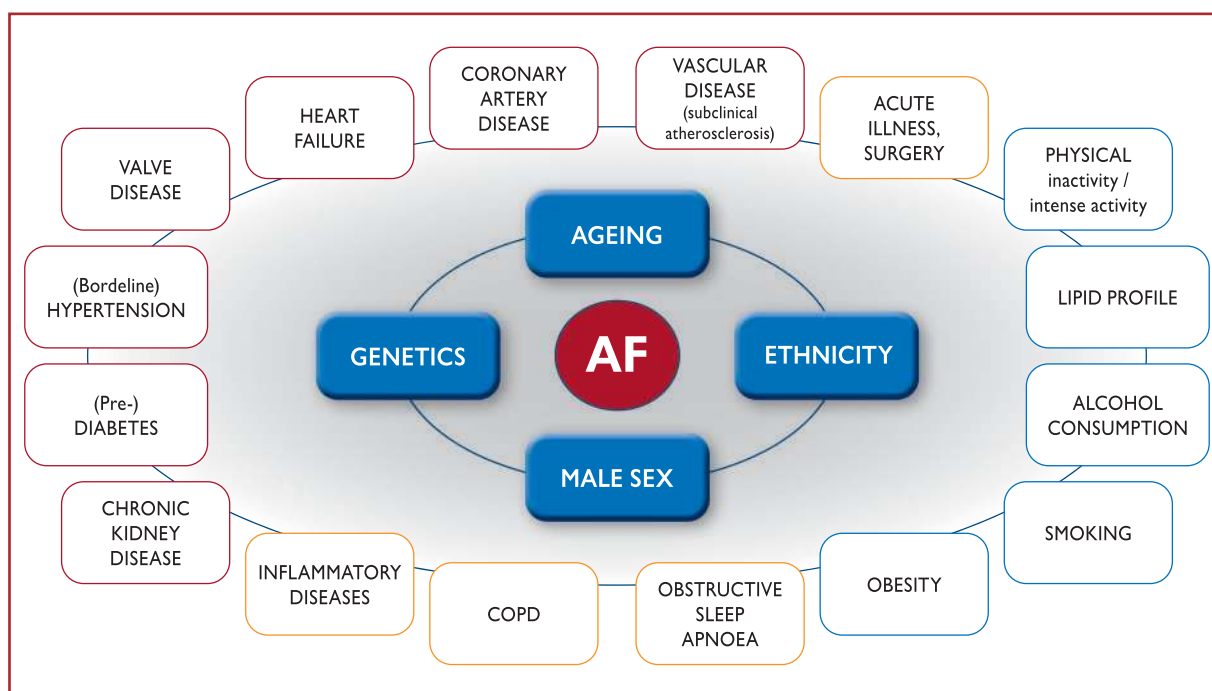 CORONARY
ARTERY
DISEASE
VASCULAR
DISEASE
(subclinical
atherosclerosis)
HEART
FAILURE
ACUTE
ILLNESS,
SURGERY
VALVE
DISEASE
PHYSICAL
inactivity /
intense activity
AGEING
(Bordeline)
HYPERTENSION
LIPID PROFILE
GENETICS
AF
ETHNICITY
(Pre-)
DIABETES
ALCOHOL
CONSUMPTION
MALE SEX
CHRONIC
KIDNEY
DISEASE
SMOKING
INFLAMMATORY
DISEASES
COPD
OBSTRUCTIVE
SLEEP
APNOEA
OBESITY